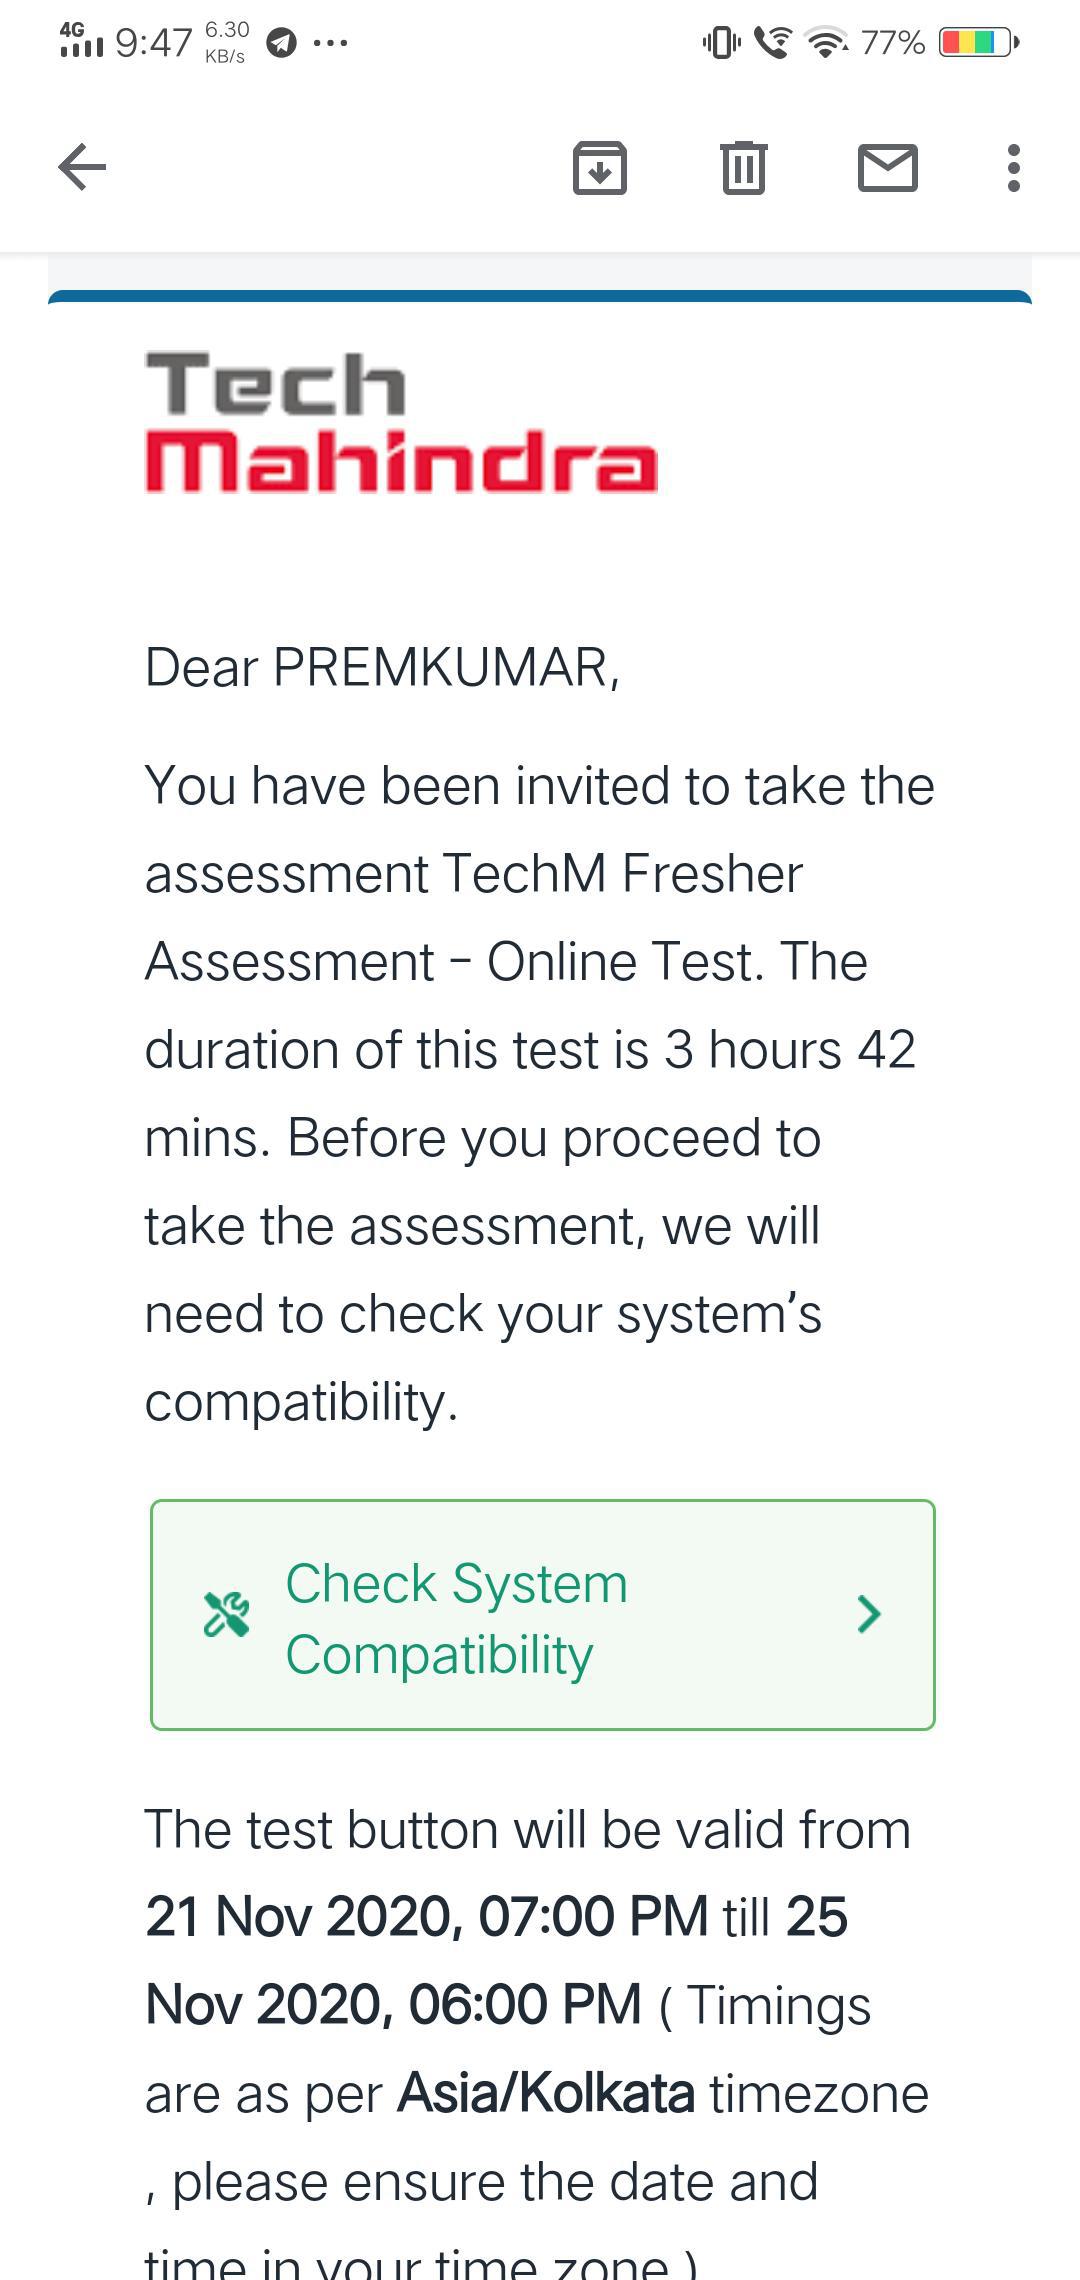 4G 9:47 6.30 KB/s ... 77%
Tech
Mahindra
Dear PREMKUMAR,
You have been invited to take the
assessment TechM Fresher
Assessment - Online Test. The
duration of this test is 3 hours 42
mins. Before you proceed to
take the assessment, we will
need to check your system’s
compatibility.
Check System
Compatibility
The test button will be valid from
21 Nov 2020, 07:00 PM till 25
Nov 2020, 06:00 PM ( Timings
are as per Asia/Kolkata timezone
, please ensure the date and
time in your time zone )